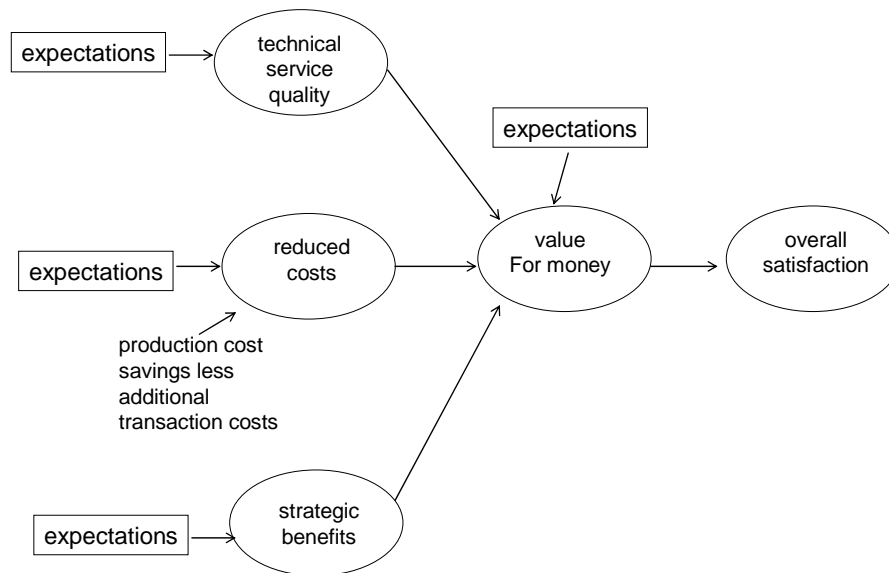 expectations
technical
service
quality
expectations
expectations
reduced
costs
value
For money
overall
satisfaction
production cost
savings less
additional
transaction costs
expectations
strategic
benefits